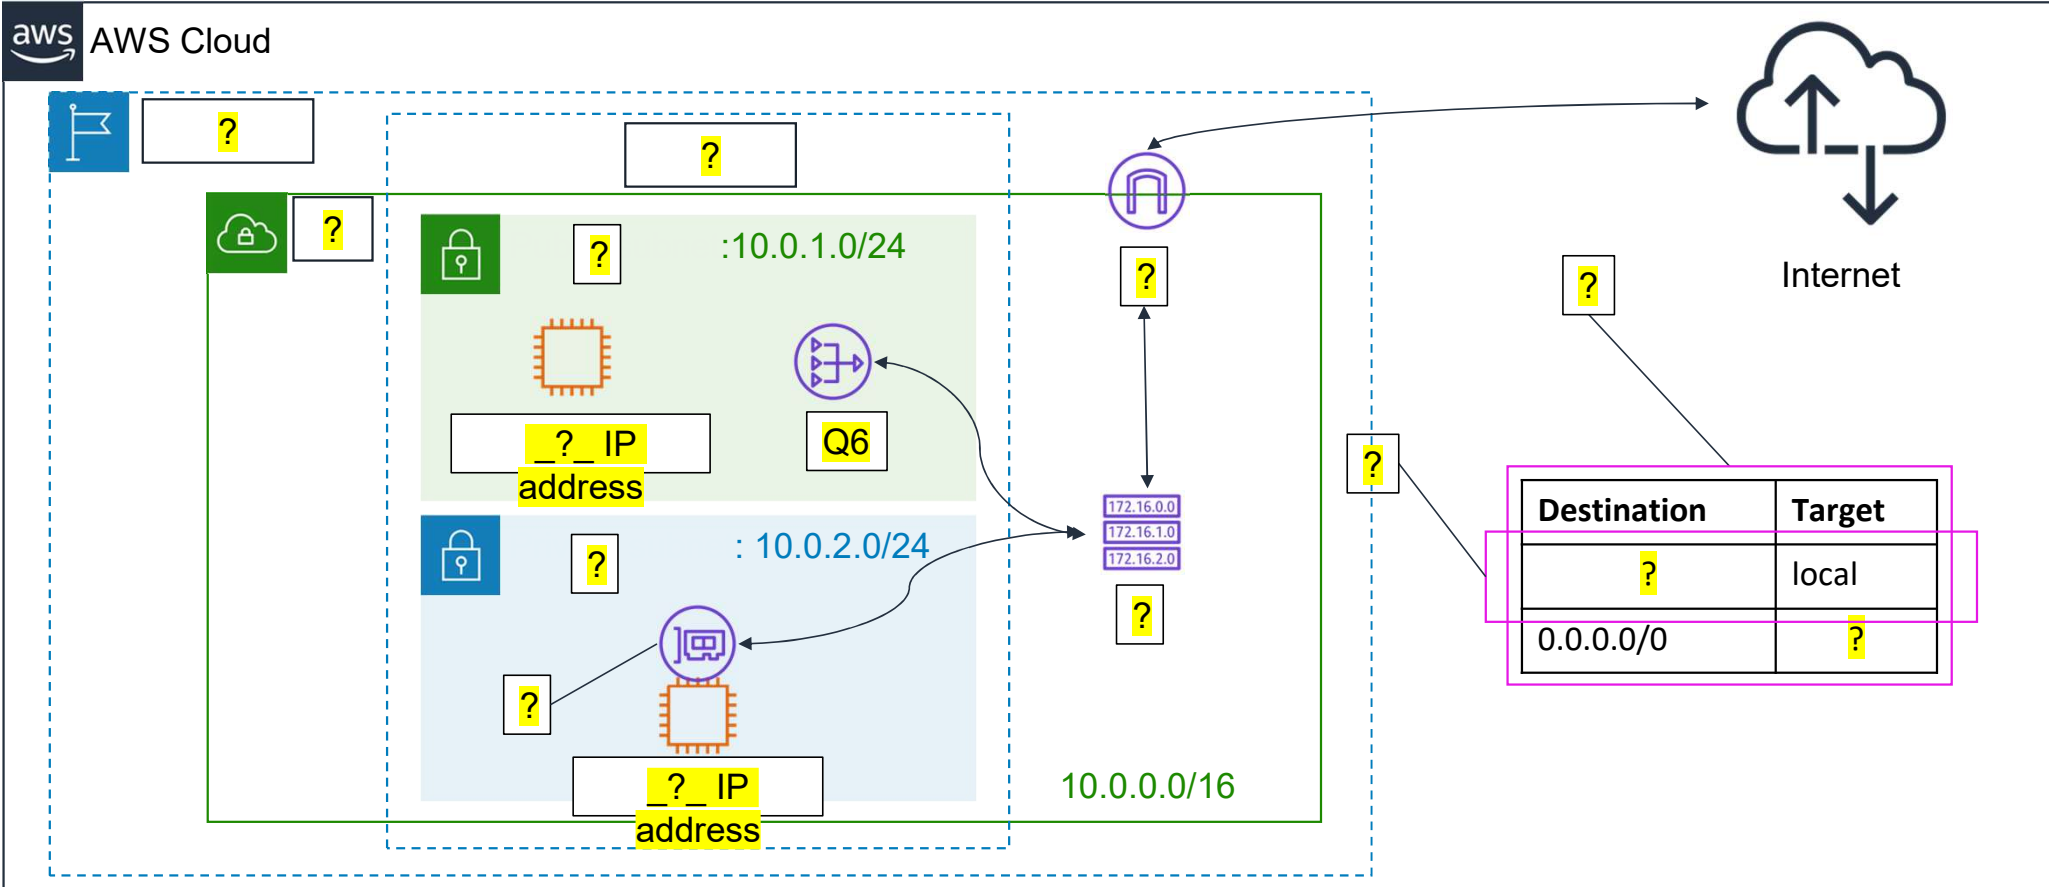 aws
AWS Cloud
?
?
?
?
:10.0.1.0/24
?
Internet
?
_?_ IP
address
Q6
?
172.16.0.0
172.16.1.0
172.16.2.0
?
Destination
Target
?
local
0.0.0.0/0
?
?
: 10.0.2.0/24
?
_?_ IP
address
10.0.0.0/16